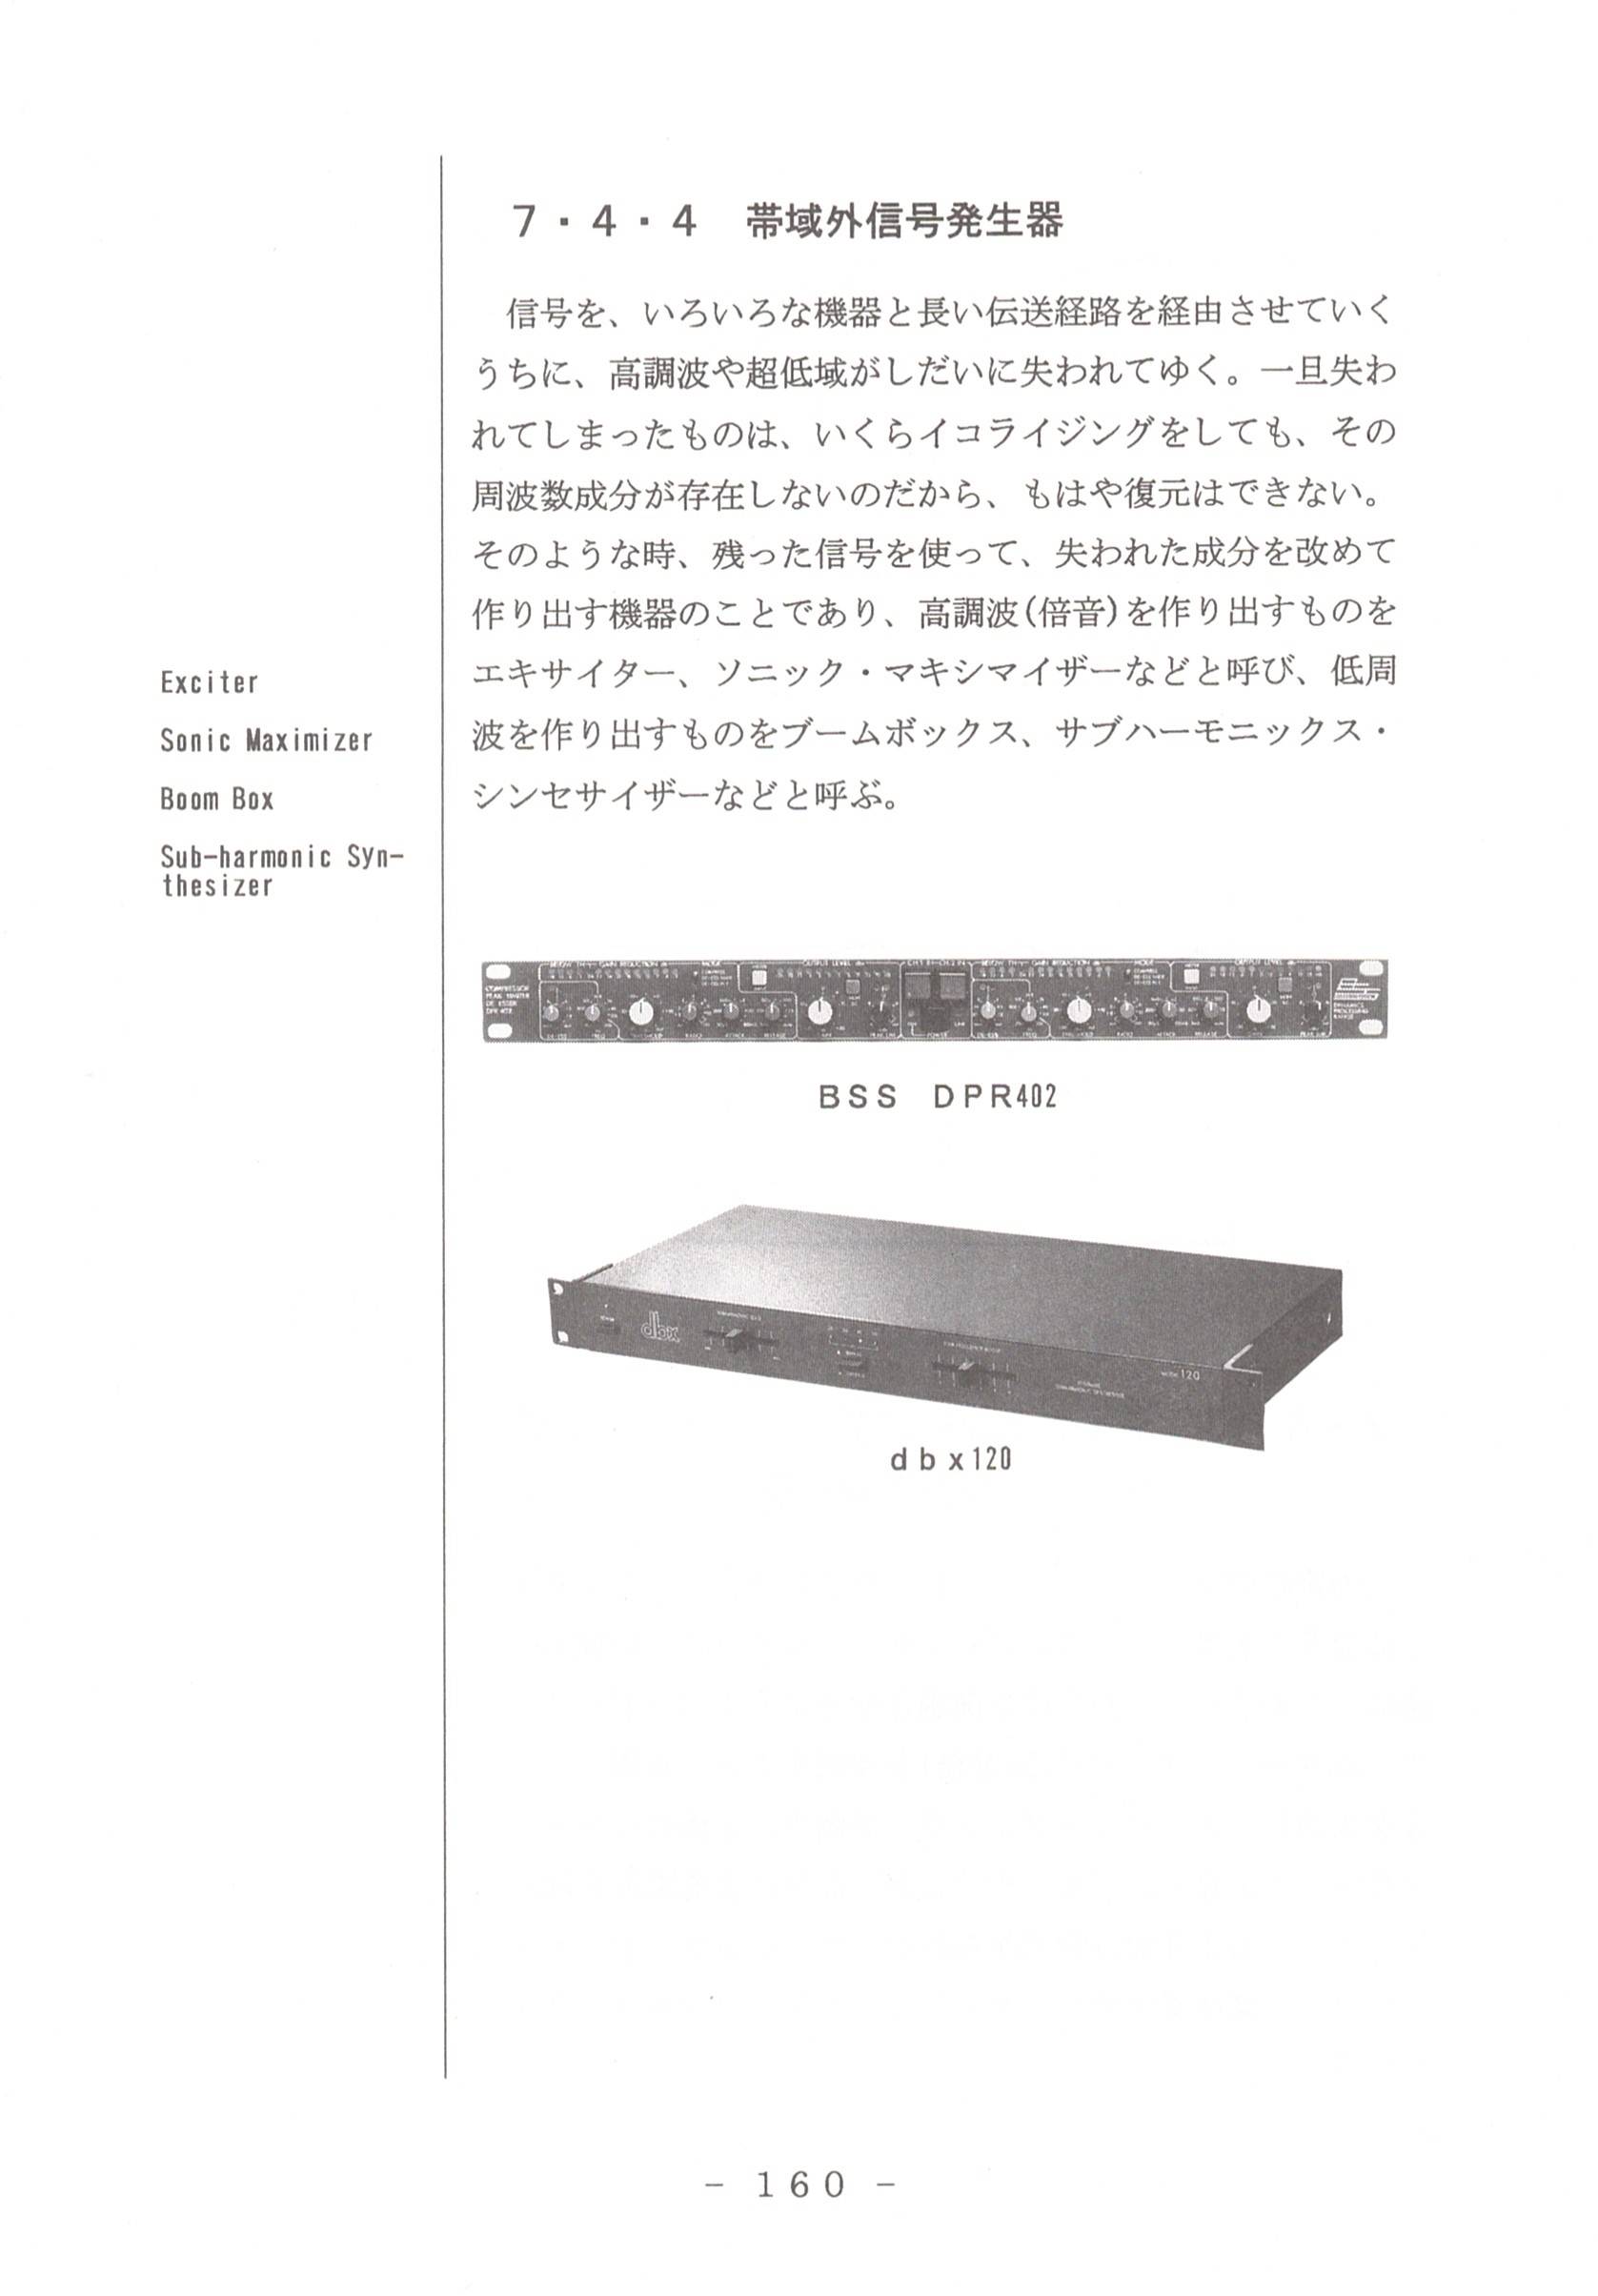 7・4・4　帯域外信号発生器
信号を、いろいろな機器と長い伝送経路を経由させていく
うちに、高調波や超低域がしだいに失われてゆく。一旦失わ
れてしまったものは、いくらイコライジングをしても、その
周波数成分が存在しないのだから、もはや復元はできない。
そのような時、残った信号を使って、失われた成分を改めて
作り出す機器のことであり、高調波(倍音)を作り出すものを
エキサイター、ソニック・マキシマイザーなどと呼び、低周
波を作り出すものをブームボックス、サブハーモニックス・
シンセサイザーなどと呼ぶ。
Exciter
Sonic Maximizer
Boom Box
Sub-harmonic Syn-
thesizer
BSS　DPR402
dbx
120
dbx120
- 160 -